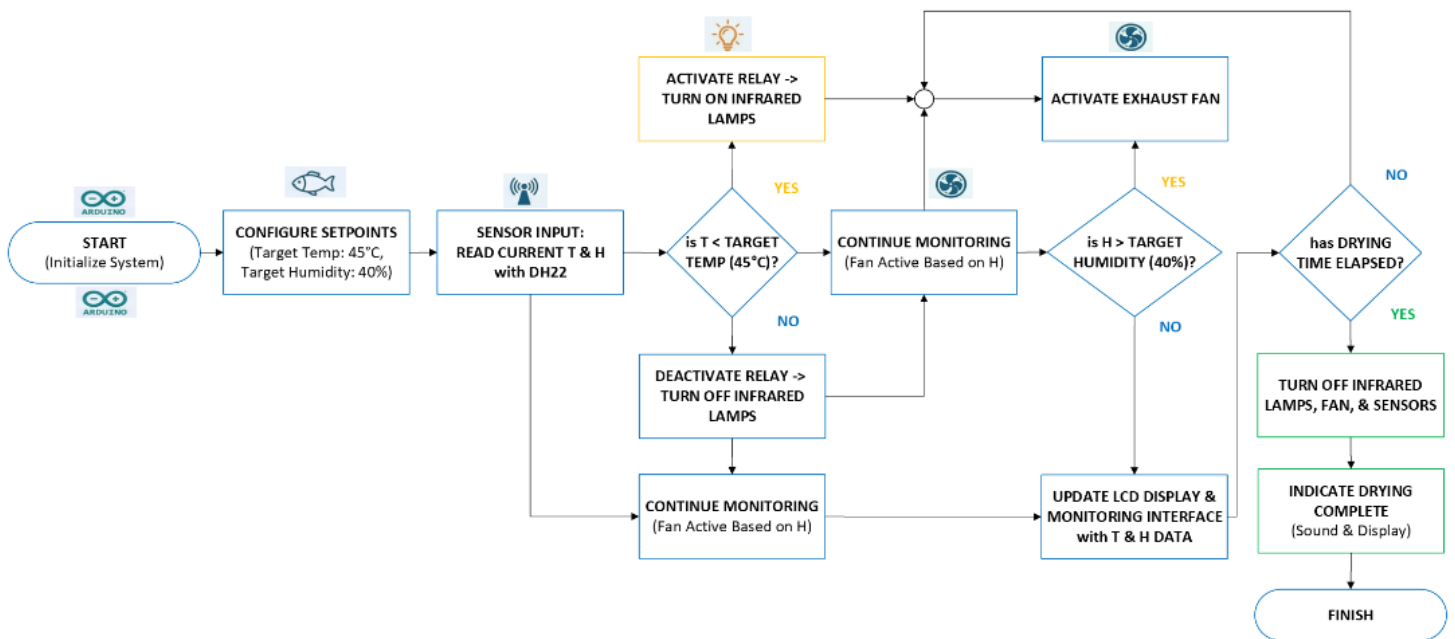 ARDUINO
START
(Initialize System)
ARDUINO
CONFIGURE SETPOINTS
(Target Temp: 45°C,
Target Humidity: 40%)
SENSOR INPUT:
READ CURRENT T & H
with DH22
ACTIVATE RELAY ->
TURN ON INFRARED
LAMPS
YES
is T < TARGET
TEMP (45°C)?
NO
DEACTIVATE RELAY ->
TURN OFF INFRARED
LAMPS
CONTINUE MONITORING
(Fan Active Based on H)
CONTINUE MONITORING
(Fan Active Based on H)
ACTIVATE EXHAUST FAN
YES
is H > TARGET
HUMIDITY (40%)?
NO
UPDATE LCD DISPLAY &
MONITORING INTERFACE
with T & H DATA
NO
has DRYING
TIME ELAPSED?
YES
TURN OFF INFRARED
LAMPS, FAN, & SENSORS
INDICATE DRYING
COMPLETE
(Sound & Display)
FINISH